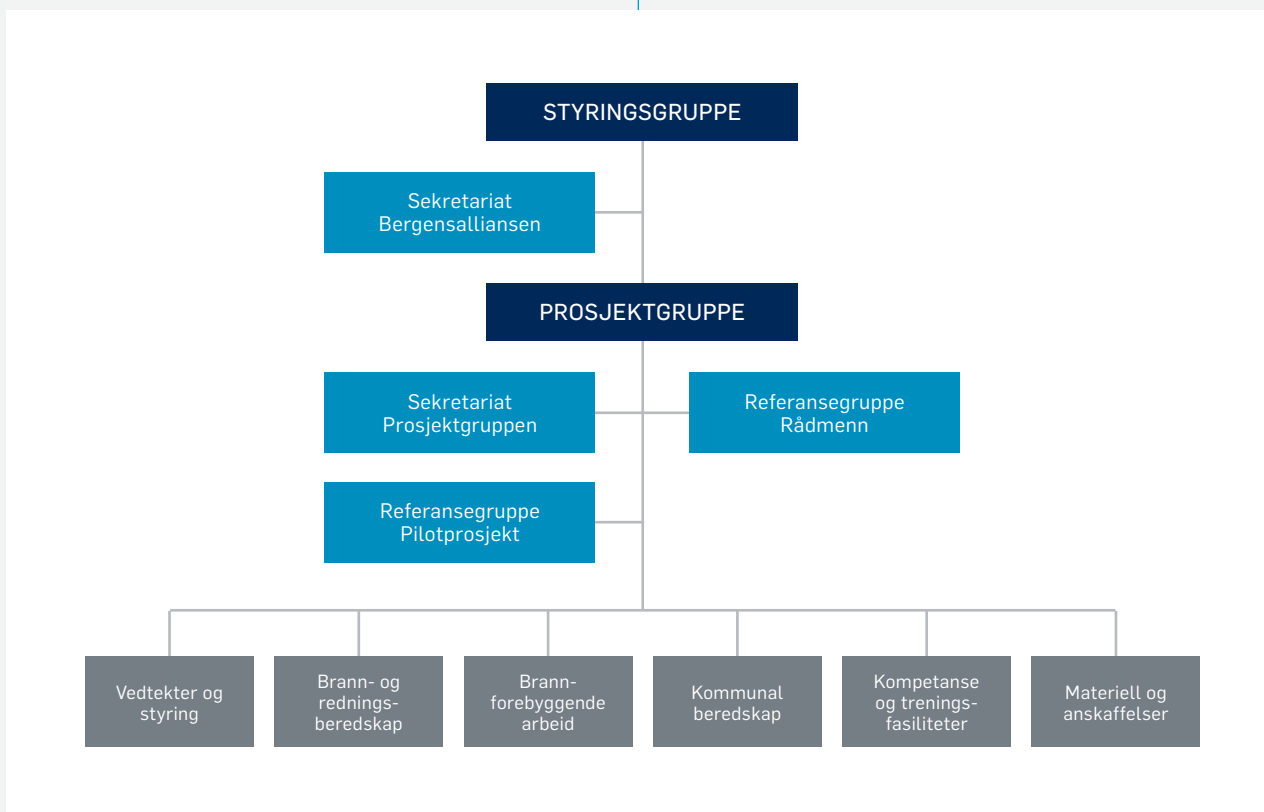 STYRINGSGRUPPE
Sekretariat
Bergensalliansen
PROSJEKTGRUPPE
Sekretariat
Prosjektgruppen
Referansegruppe
Rådmenn
Referansegruppe
Pilotprosjekt
Vedtekter og
styring
Brann- og
rednings-
beredskap
Brann-
forebyggende
arbeid
Kommunal
beredskap
Kompetanse
og trenings-
fasiliteter
Materiell og
anskaffelser